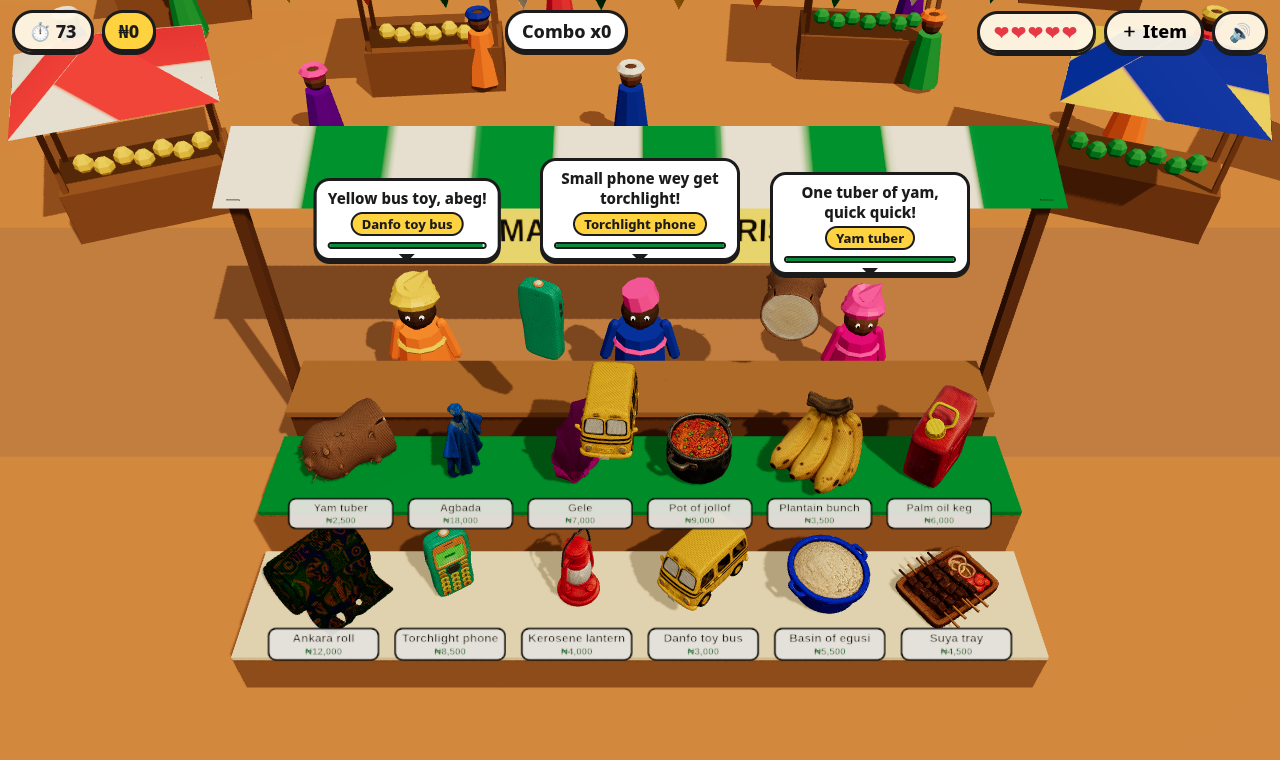 73
₦0
Combo x0
+ Item
Yellow bus toy, abeg!
Danfo toy bus
Small phone wey get
torchlight!
Torchlight phone
One tuber of yam,
quick quick!
Yam tuber
Yam tuber
₦2,500
Agbada
₦18,000
Gele
₦7,000
Pot of jollof
₦9,000
Plantain bunch
₦3,500
Palm oil keg
₦6,000
Ankara roll
₦12,000
Torchlight phone
₦8,500
Kerosene lantern
₦4,000
Danfo toy bus
₦3,000
Basin of egusi
₦5,500
Suya tray
₦4,500